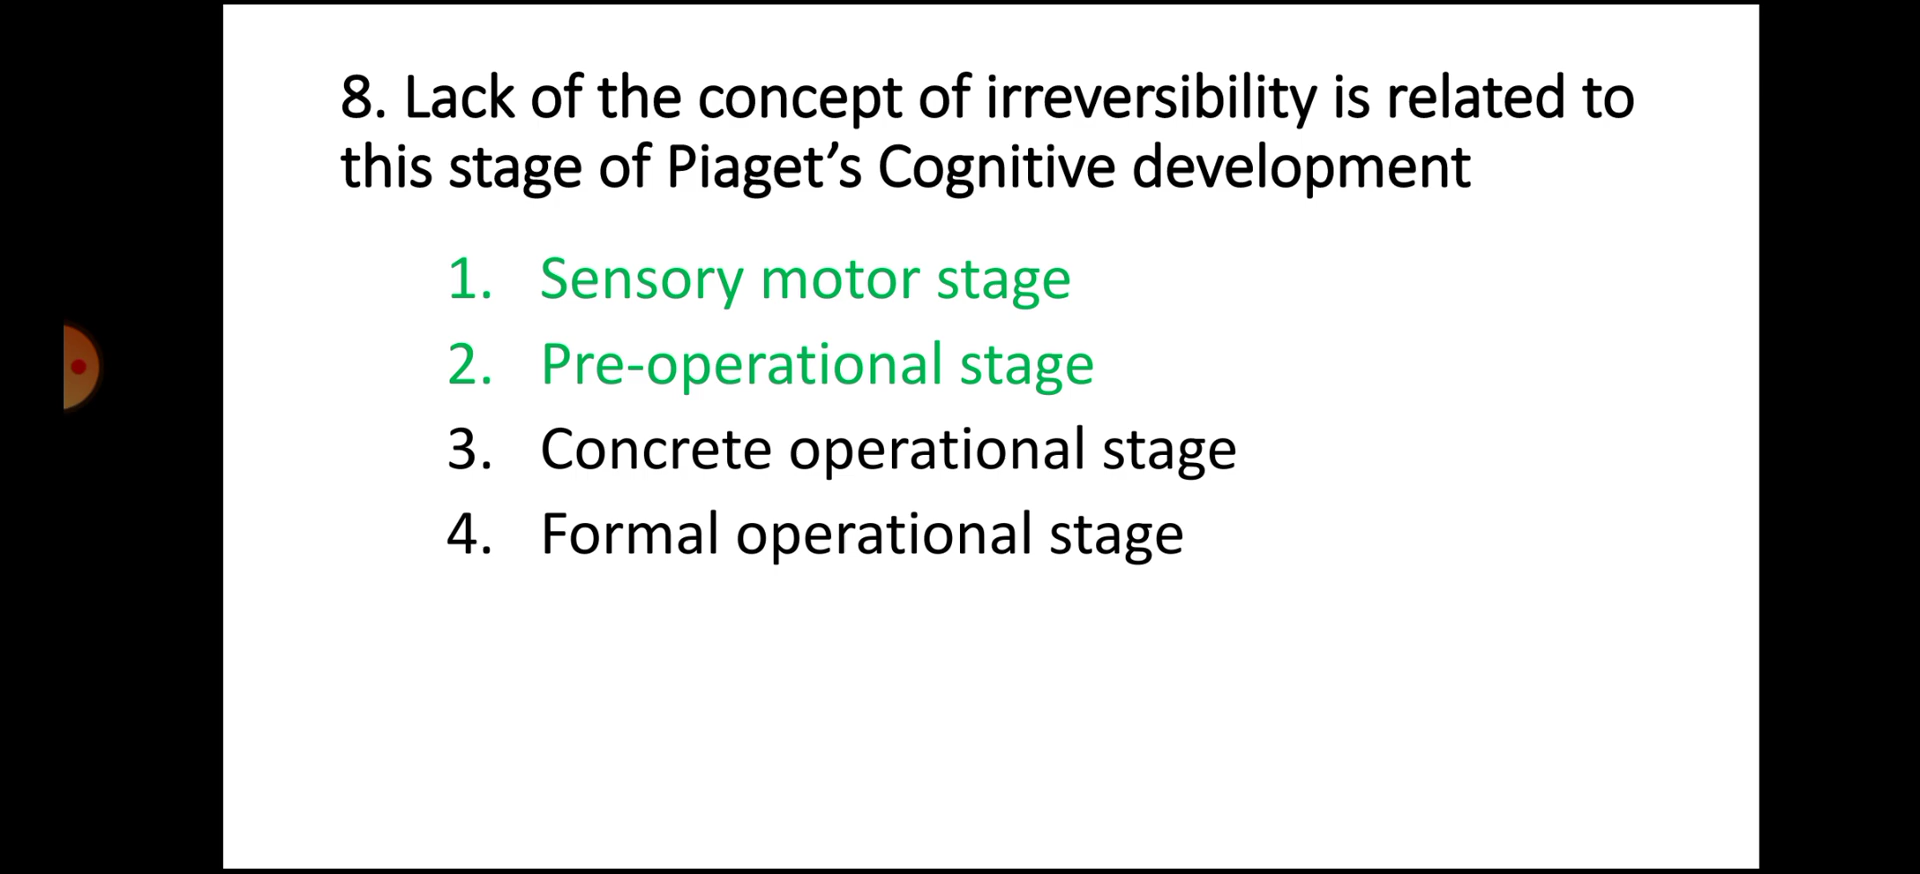 8. Lack of the concept of irreversibility is related to
this stage of Piaget’s Cognitive development
1. Sensory motor stage
2. Pre-operational stage
3. Concrete operational stage
4. Formal operational stage